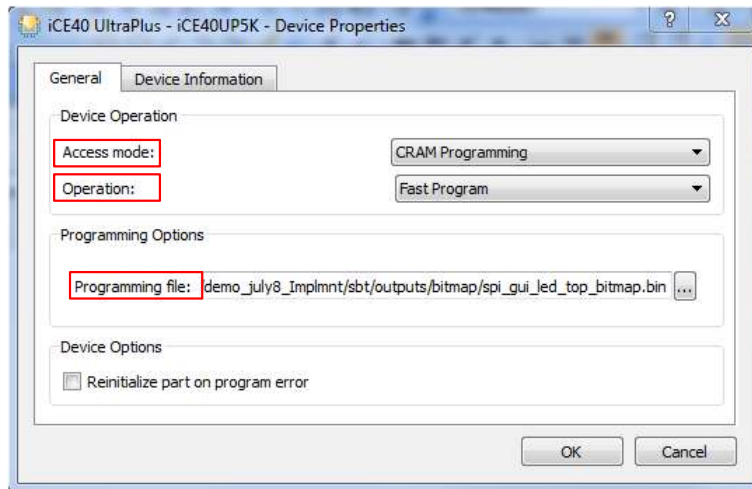 iCE40 UltraPlus - iCE40UP5K - Device Properties
General Device Information
Device Operation
Access mode: CRAM Programming
Operation: Fast Program
Programming Options
Programming file: demo_july8_Implmnt/sbt/outputs/bitmap/spi_gui_led_top_bitmap.bin ...
Device Options
Reinitialize part on program error
OK Cancel